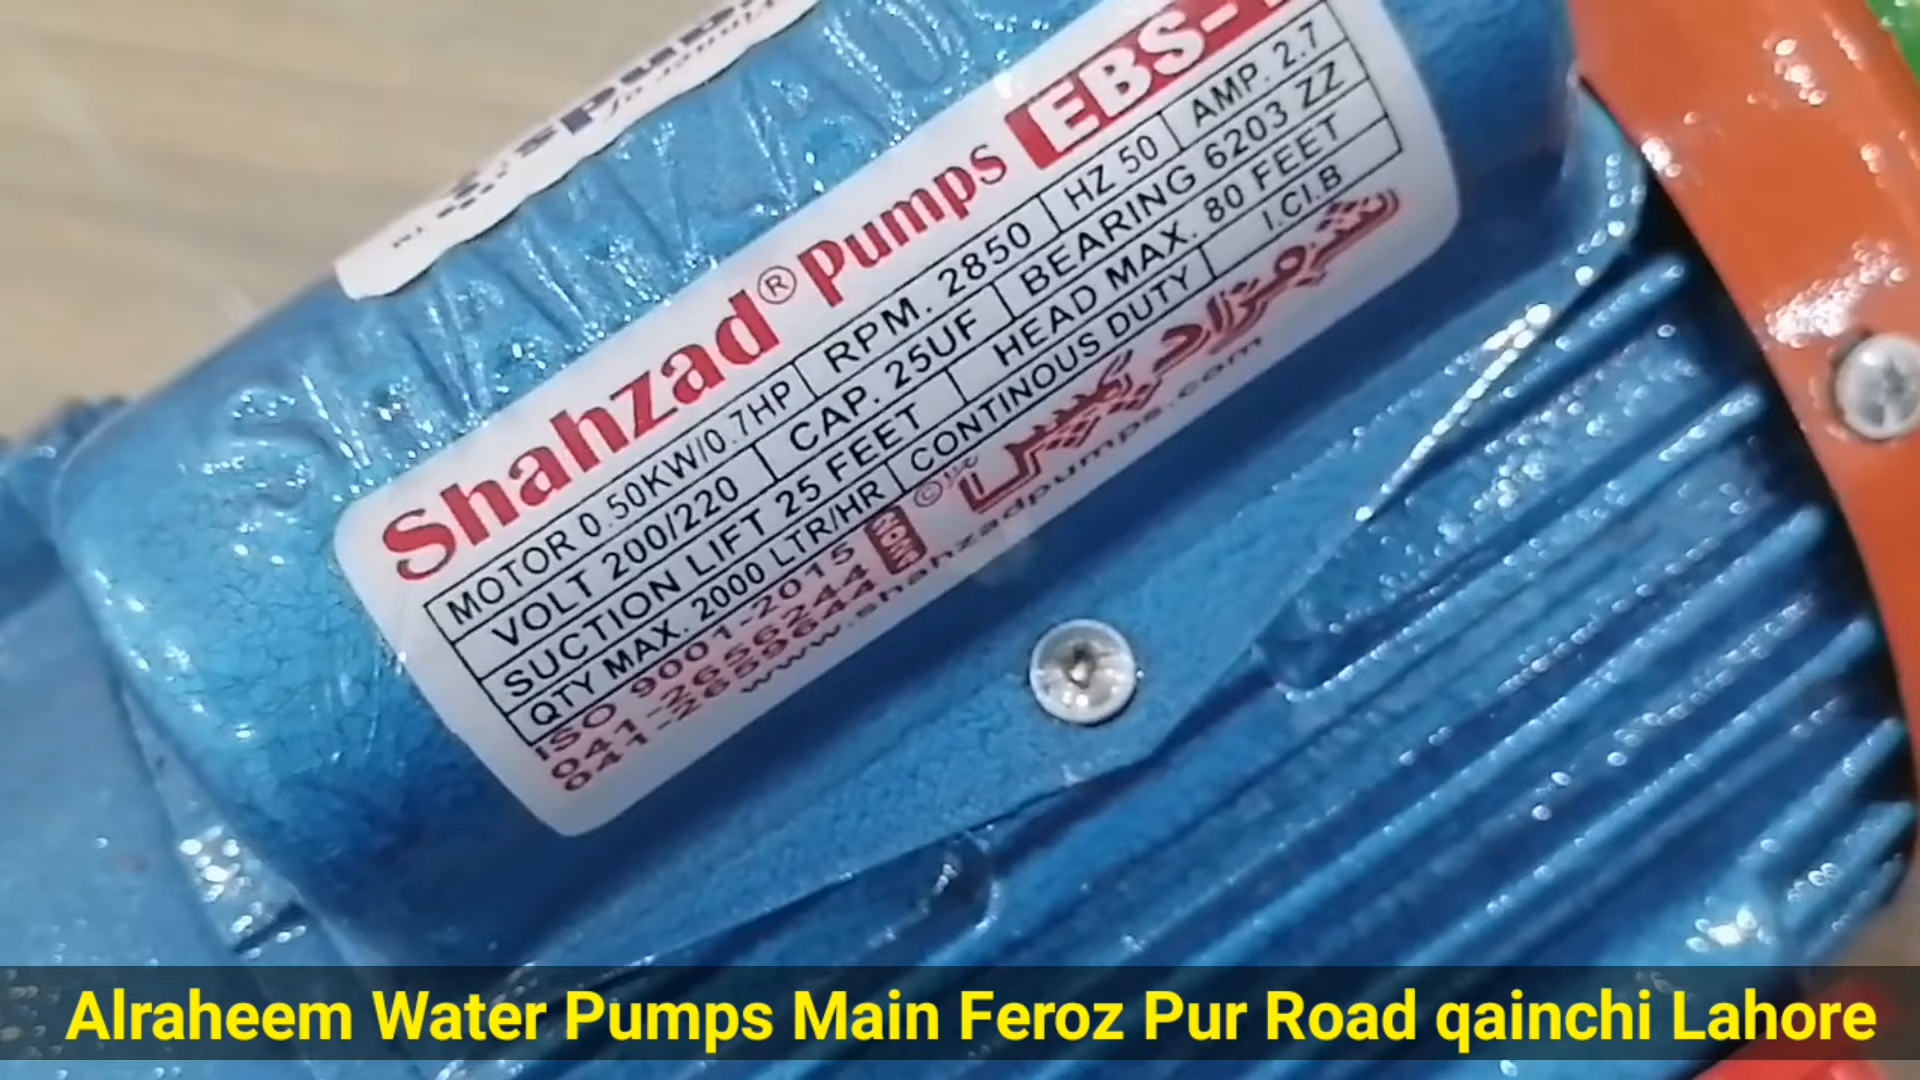 SHAHZAD
Shahzad® Pumps EBS-
MOTOR 0.50KW/0.7HP RPM. 2850 HZ 50 AMP. 2.7
VOLT 200/220 CAP. 25UF BEARING 6203 ZZ
SUCTION LIFT 25 FEET HEAD MAX. 80 FEET
QTY MAX. 2000 LTR/HR CONTINOUS DUTY I.CI.B
ISO 9001-2015
041-2656244
041-2659644
شہزاد پمپس
www.shahzadpumps.com
Alraheem Water Pumps Main Feroz Pur Road qainchi Lahore